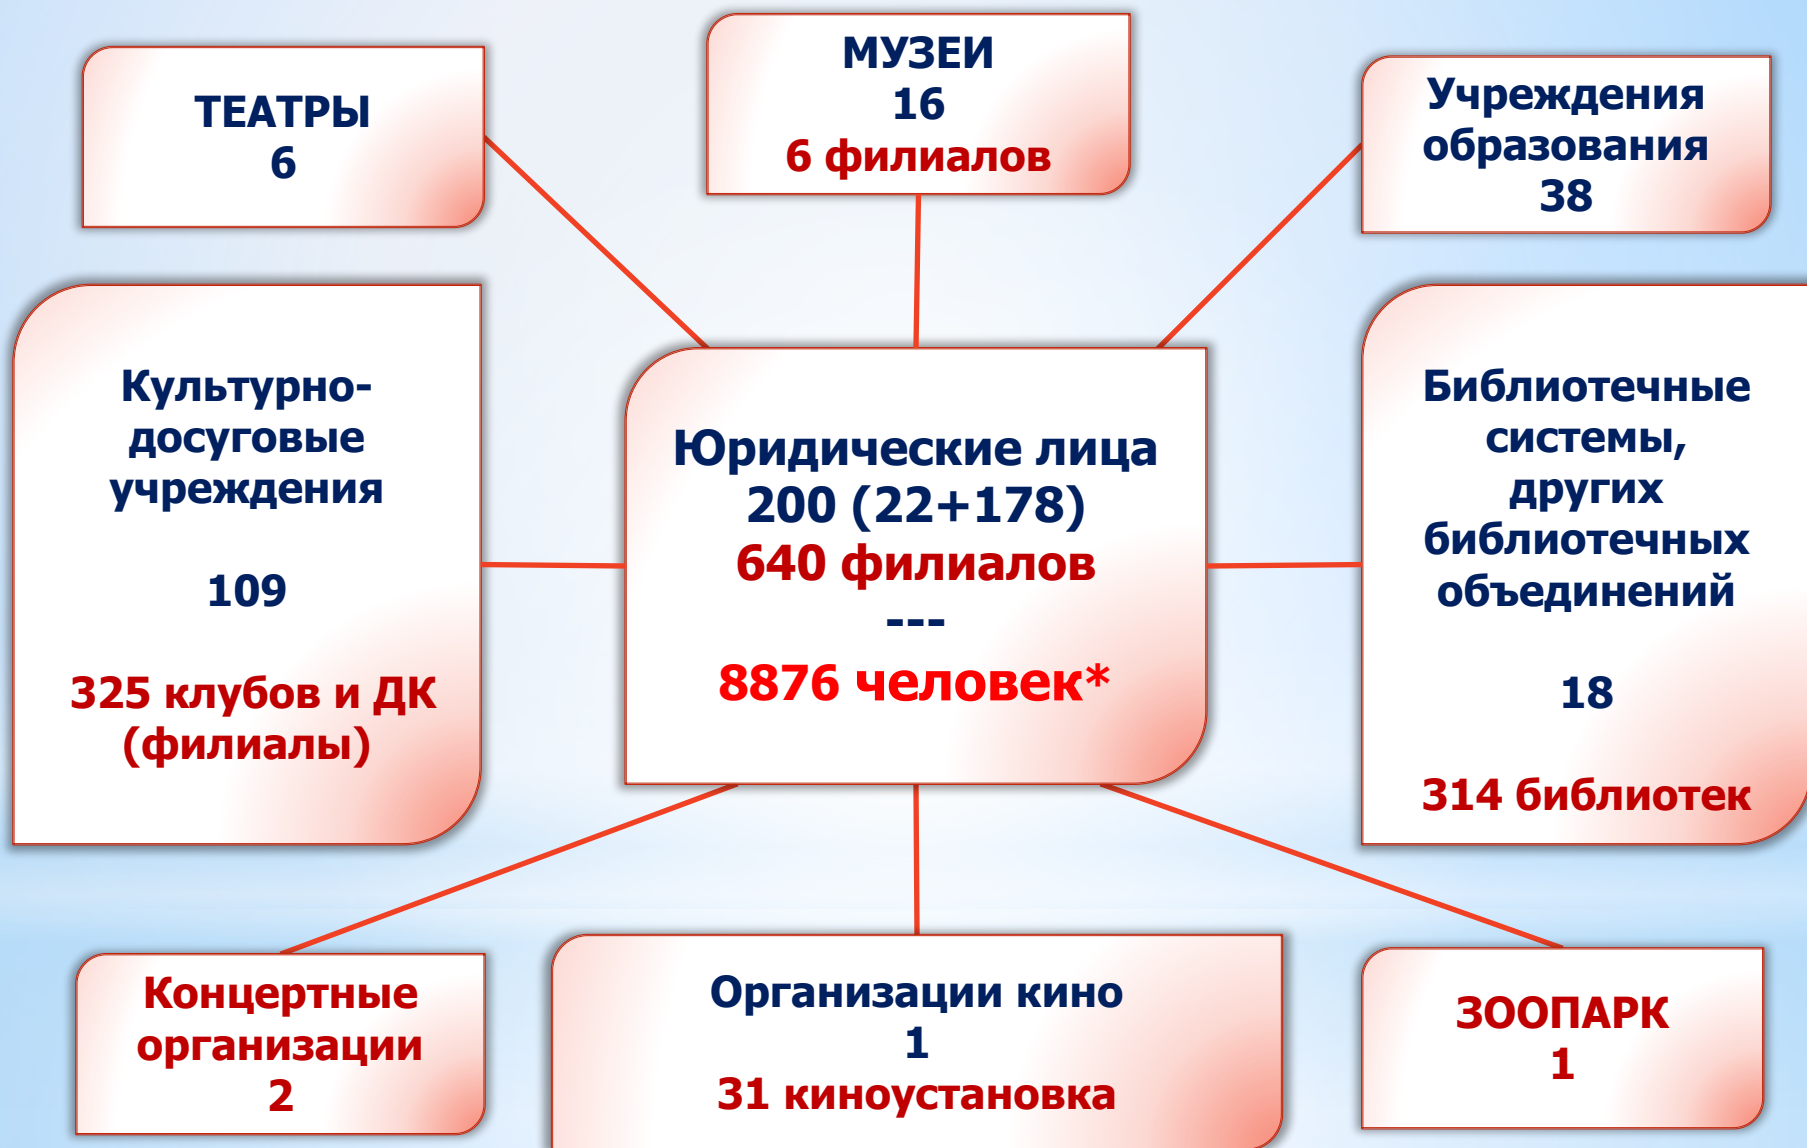 ТЕАТРЫ
6
МУЗЕИ
16
6 филиалов
Учреждения
образования
38
Культурно-
досуговые
учреждения
109
325 клубов и ДК
(филиалы)
Юридические лица
200 (22+178)
640 филиалов
---
8876 человек*
Библиотечные
системы,
других
библиотечных
объединений
18
314 библиотек
Концертные
организации
2
Организации кино
1
31 киноустановка
ЗООПАРК
1